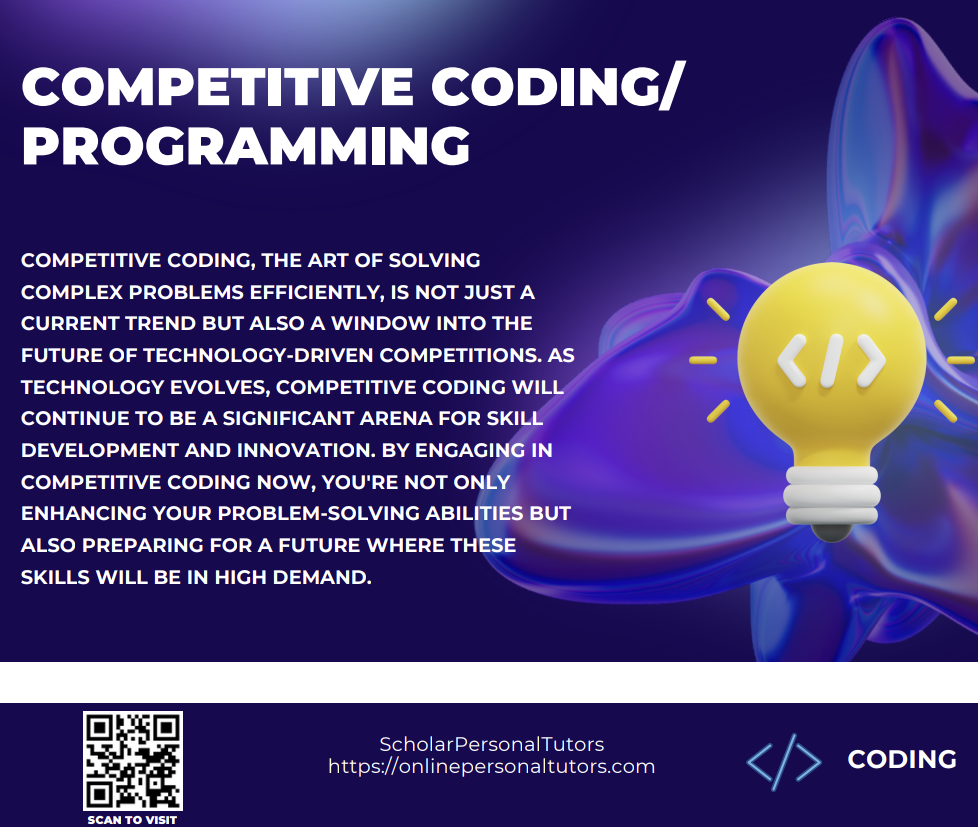 COMPETITIVE CODING/
PROGRAMMING
COMPETITIVE CODING, THE ART OF SOLVING
COMPLEX PROBLEMS EFFICIENTLY, IS NOT JUST A
CURRENT TREND BUT ALSO A WINDOW INTO THE
FUTURE OF TECHNOLOGY-DRIVEN COMPETITIONS. AS
TECHNOLOGY EVOLVES, COMPETITIVE CODING WILL
CONTINUE TO BE A SIGNIFICANT ARENA FOR SKILL
DEVELOPMENT AND INNOVATION. BY ENGAGING IN
COMPETITIVE CODING NOW, YOU'RE NOT ONLY
ENHANCING YOUR PROBLEM-SOLVING ABILITIES BUT
ALSO PREPARING FOR A FUTURE WHERE THESE
SKILLS WILL BE IN HIGH DEMAND.
</>
SCAN TO VISIT
ScholarPersonalTutors
https://onlinepersonaltutors.com
</>
CODING